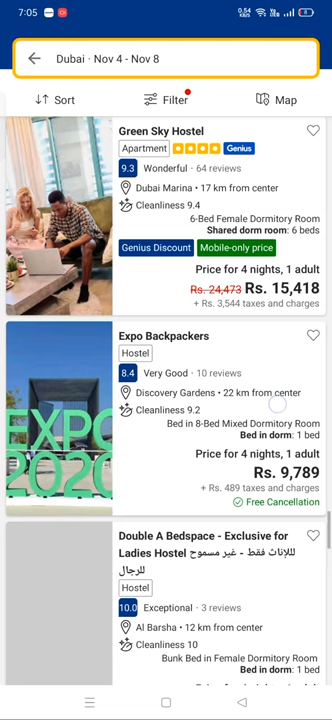 7:05
0.54 KB/S
Dubai · Nov 4 - Nov 8
Sort
Filter
Map
Green Sky Hostel
Apartment
Genius
9.3 Wonderful · 64 reviews
Dubai Marina • 17 km from center
Cleanliness 9.4
6-Bed Female Dormitory Room
Shared dorm room: 6 beds
Genius Discount
Mobile-only price
Price for 4 nights, 1 adult
Rs. 24,473 Rs. 15,418
+ Rs. 3,544 taxes and charges
Expo Backpackers
Hostel
8.4 Very Good · 10 reviews
Discovery Gardens • 22 km from center
Cleanliness 9.2
Bed in 8-Bed Mixed Dormitory Room
Bed in dorm: 1 bed
Price for 4 nights, 1 adult
Rs. 9,789
+ Rs. 489 taxes and charges
Free Cancellation
EXPO
2020
Double A Bedspace - Exclusive for
Ladies Hostel للإناث فقط - غير مسموح
للرجال
Hostel
10.0 Exceptional · 3 reviews
Al Barsha • 12 km from center
Cleanliness 10
Bunk Bed in Female Dormitory Room
Bed in dorm: 1 bed